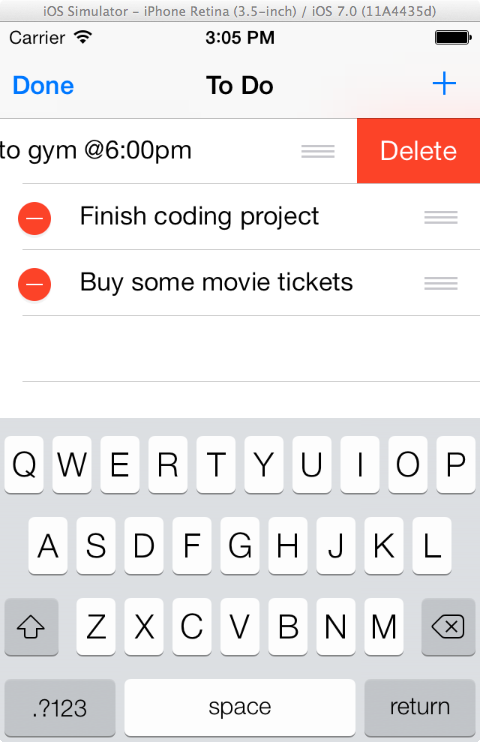 iOS Simulator - iPhone Retina (3.5-inch) / iOS 7.0 (11A4435d)
Carrier 3:05 PM
Done To Do +
to gym @6:00pm Delete
Finish coding project
Buy some movie tickets
Q W E R T Y U I O P
A S D F G H J K L
Z X C V B N M
.?123 space return